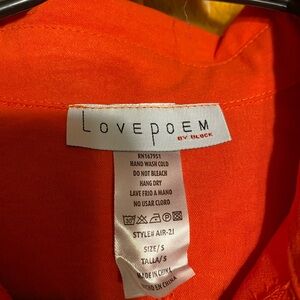 LOVEPOEM
BY BLOCK
RN167951
HAND WASH COLD
DO NOT BLEACH
HANG DRY
LAVE FRIO A MANO
NO USAR CLORO
STYLE# AIR-21
SIZE/S
TALLA/S
MADE IN CHINA
HECHO EN CHINA